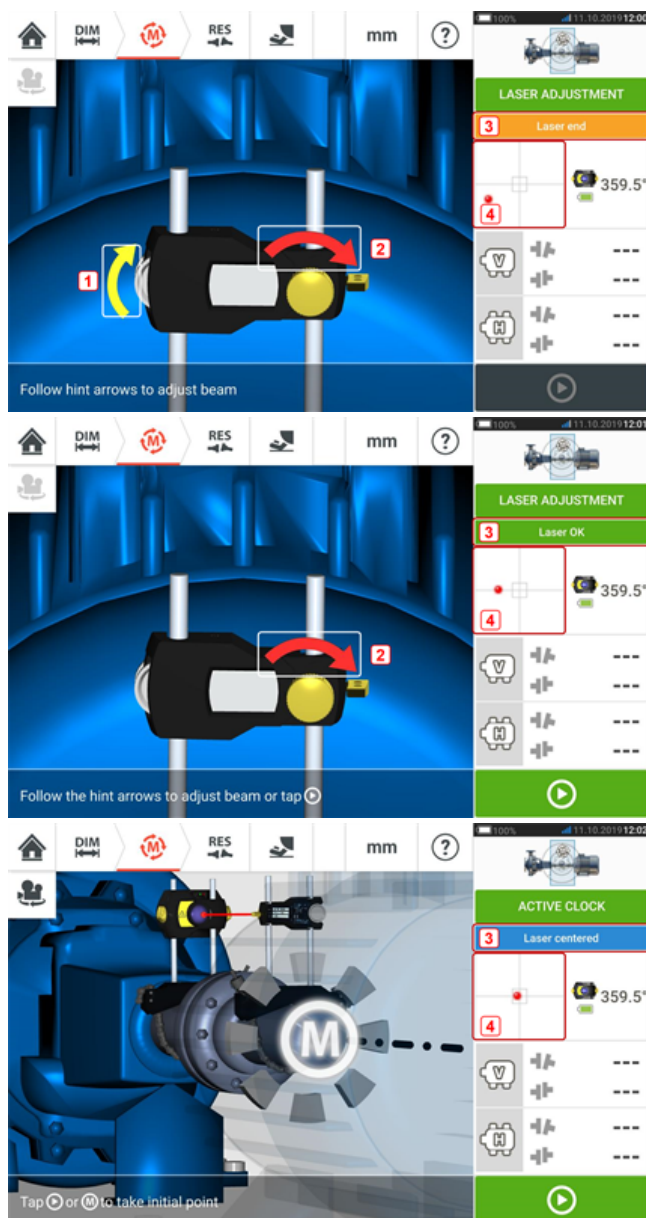 DIM
M
RES
mm
?
100%
11.10.2019 12:00
LASER ADJUSTMENT
3
Laser end
4
359.5°
1
2
V
---
---
H
---
---
Follow hint arrows to adjust beam
DIM
M
RES
mm
?
100%
11.10.2019 12:01
LASER ADJUSTMENT
3
Laser OK
4
359.5°
2
V
---
---
H
---
---
Follow the hint arrows to adjust beam or tap
DIM
M
RES
mm
?
100%
11.10.2019 12:02
ACTIVE CLOCK
3
Laser centered
4
359.5°
M
V
---
---
H
---
---
Tap or M to take initial point